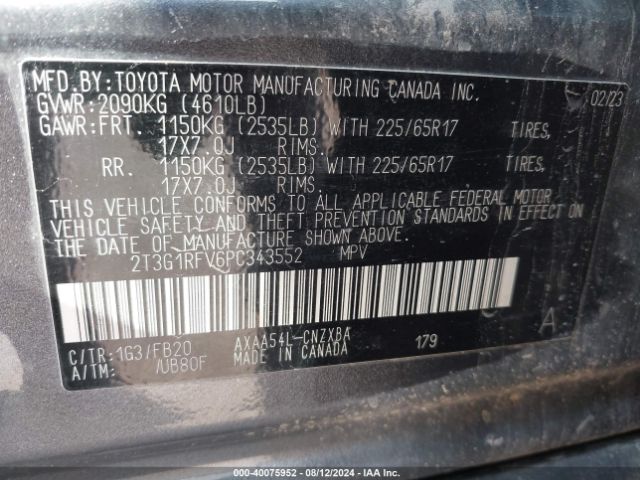 MFD.BY:TOYOTA MOTOR MANUFACTURING CANADA INC. 02/23
GVWR:2090KG (4610LB)
GAWR:FRT. 1150KG (2535LB) WITH 225/65R17 TIRES,
17X7.0J RIMS.
RR. 1150KG (2535LB) WITH 225/65R17 TIRES,
17X7.0J RIMS.
THIS VEHICLE CONFORMS TO ALL APPLICABLE FEDERAL MOTOR
VEHICLE SAFETY AND THEFT PREVENTION STANDARDS IN EFFECT ON
THE DATE OF MANUFACTURE SHOWN ABOVE.
2T3G1RFV6PC343552 MPV
C/TR:1G3/FB20 AXAA54L-CNZXBA 179 A
A/TM: /UB80F MADE IN CANADA
000-40075952 - 08/12/2024 - IAA Inc.